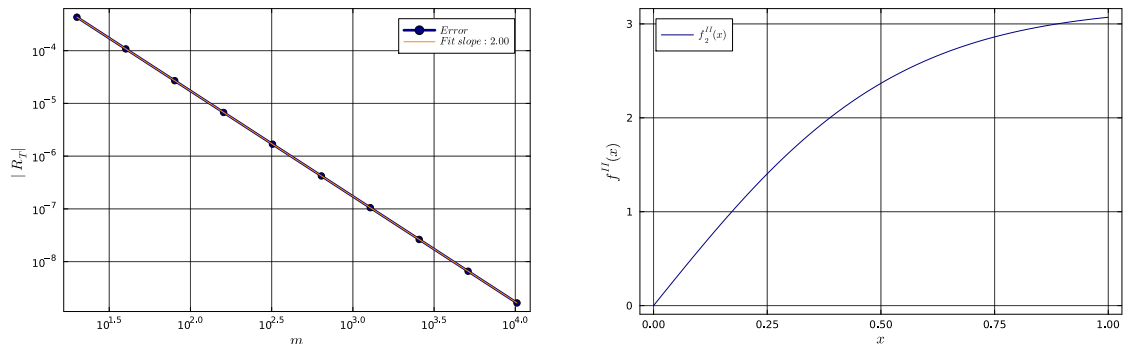 10^{-4}
10^{-5}
10^{-6}
10^{-7}
10^{-8}
| R_T|
10^{1.5} 10^{2.0} 10^{2.5} 10^{3.0} 10^{3.5} 10^{4.0}
m
Error
Fit slope : 2.00
3
2
1
0
f^{II}(x)
0.00 0.25 0.50 0.75 1.00
x
f_2^{II}(x)